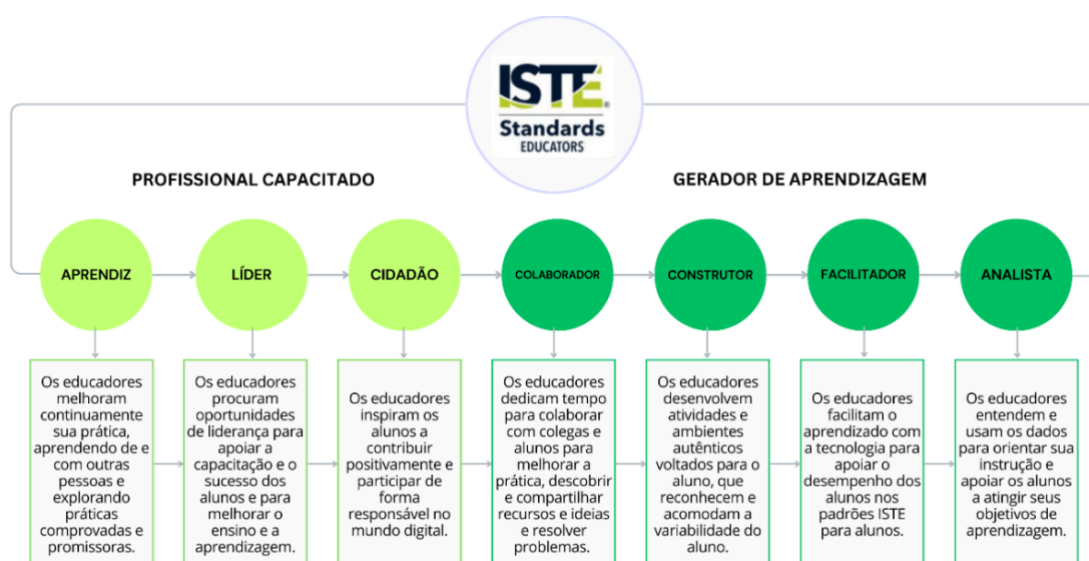 ISTE®
Standards
EDUCATORS
PROFISSIONAL CAPACITADO
GERADOR DE APRENDIZAGEM
APRENDIZ
LÍDER
CIDADÃO
COLABORADOR
CONSTRUTOR
FACILITADOR
ANALISTA
Os educadores
melhoram
continuamente
sua prática,
aprendendo de e
com outras
pessoas e
explorando
práticas
comprovadas e
promissoras.
Os educadores
procuram
oportunidades
de liderança para
apoiar a
capacitação e o
sucesso dos
alunos e para
melhorar o
ensino e a
aprendizagem.
Os educadores
inspiram os
alunos a
contribuir
positivamente e
participar de
forma
responsável no
mundo digital.
Os educadores
dedicam tempo
para colaborar
com colegas e
alunos para
melhorar a
prática, descobrir
e compartilhar
recursos e ideias
e resolver
problemas.
Os educadores
desenvolvem
atividades e
ambientes
autênticos
voltados para o
aluno, que
reconhecem e
acomodam a
variabilidade do
aluno.
Os educadores
facilitam o
aprendizado com
a tecnologia para
apoiar o
desempenho dos
alunos nos
padrões ISTE
para alunos.
Os educadores
entendem e
usam os dados
para orientar sua
instrução e
apoiar os alunos
a atingir seus
objetivos de
aprendizagem.